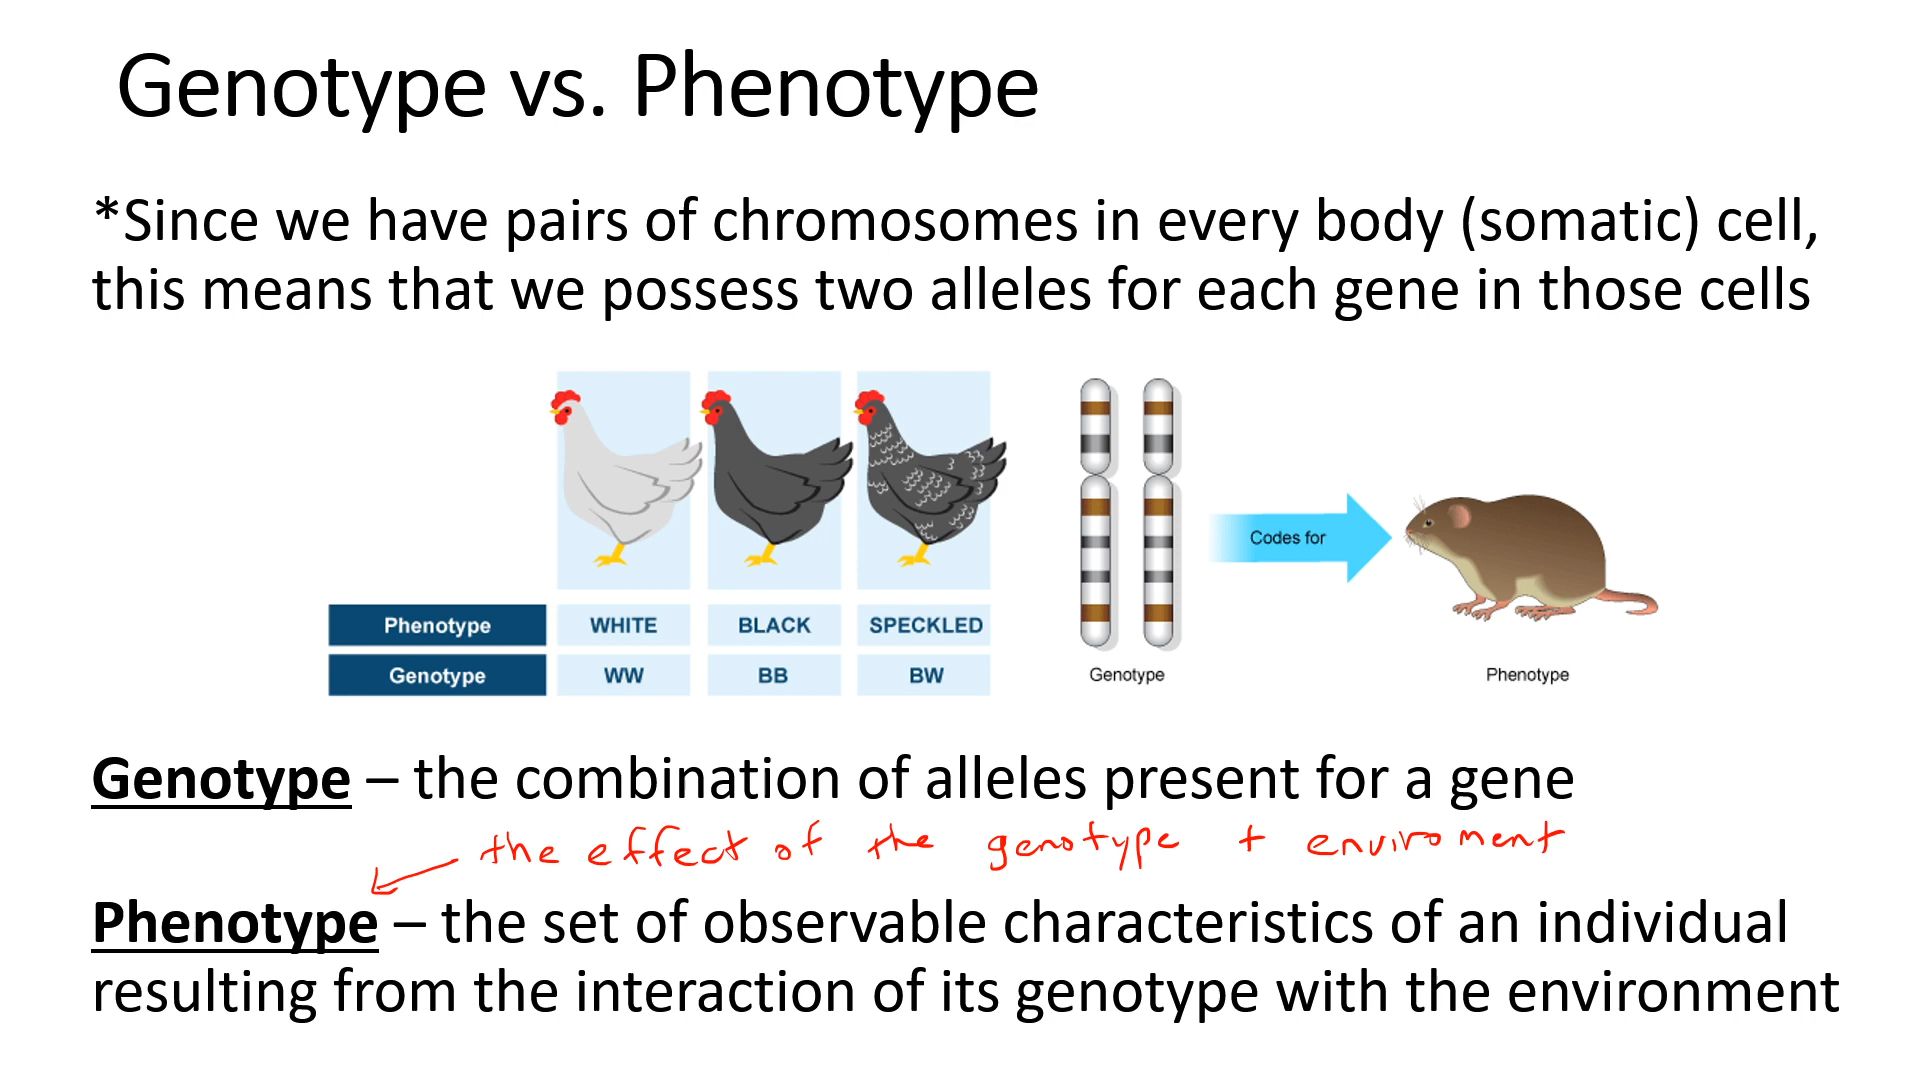 Genotype vs. Phenotype
*Since we have pairs of chromosomes in every body (somatic) cell,
this means that we possess two alleles for each gene in those cells
Codes for
Phenotype WHITE BLACK SPECKLED
Genotype WW BB BW
Genotype Phenotype
Genotype – the combination of alleles present for a gene
the effect of the genotype + enviroment
Phenotype – the set of observable characteristics of an individual
resulting from the interaction of its genotype with the environment